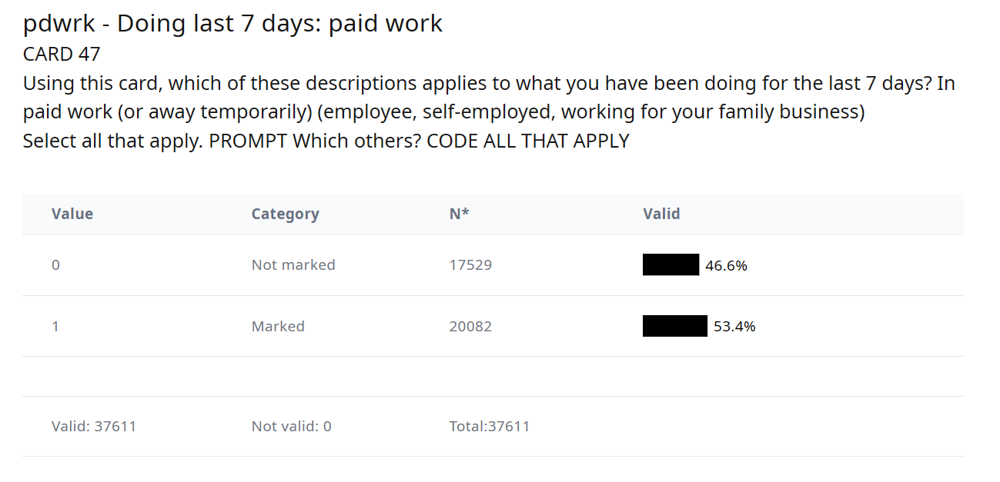 pdwrk - Doing last 7 days: paid work
CARD 47
Using this card, which of these descriptions applies to what you have been doing for the last 7 days? In
paid work (or away temporarily) (employee, self-employed, working for your family business)
Select all that apply. PROMPT Which others? CODE ALL THAT APPLY
Value Category N* Valid
0 Not marked 17529 46.6%
1 Marked 20082 53.4%
Valid: 37611 Not valid: 0 Total:37611